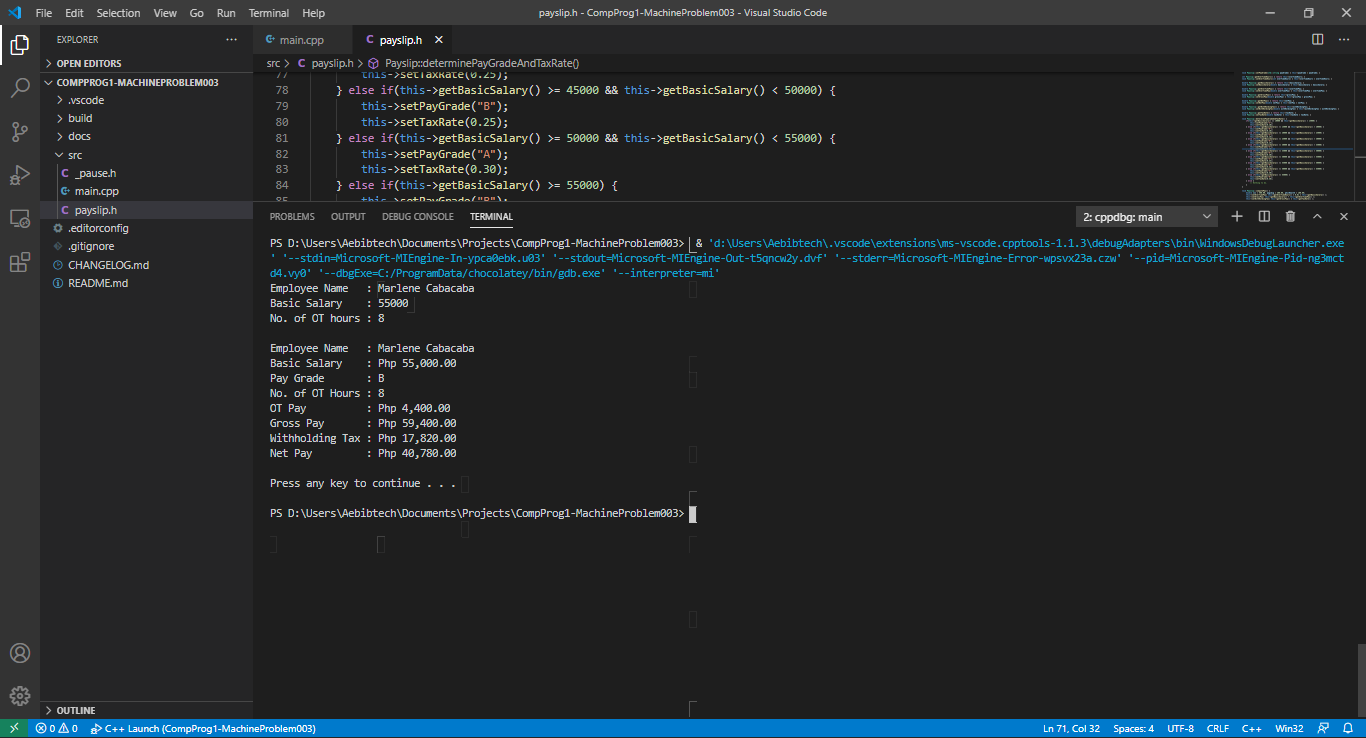 File Edit Selection View Go Run Terminal Help
payslip.h - CompProg1-MachineProblem003 - Visual Studio Code
EXPLORER
OPEN EDITORS
COMPPROG1-MACHINEPROBLEM003
.vscode
build
docs
src
_pause.h
main.cpp
payslip.h
.editorconfig
.gitignore
CHANGELOG.md
README.md
OUTLINE
main.cpp
payslip.h
src > payslip.h > Payslip::determinePayGradeAndTaxRate()
77 this->setTaxRate(0.25);
78 } else if(this->getBasicSalary() >= 45000 && this->getBasicSalary() < 50000) {
79 this->setPayGrade("B");
80 this->setTaxRate(0.25);
81 } else if(this->getBasicSalary() >= 50000 && this->getBasicSalary() < 55000) {
82 this->setPayGrade("A");
83 this->setTaxRate(0.30);
84 } else if(this->getBasicSalary() >= 55000) {
85 this->setPayGrade("B");
PROBLEMS OUTPUT DEBUG CONSOLE TERMINAL
2: cppdbg: main
PS D:\Users\Aebibtech\Documents\Projects\CompProg1-MachineProblem003> & 'd:\Users\Aebibtech\.vscode\extensions\ms-vscode.cpptools-1.1.3\debugAdapters\bin\WindowsDebugLauncher.exe
' '--stdin=Microsoft-MIEngine-In-ypca0ebk.u03' '--stdout=Microsoft-MIEngine-Out-t5qncw2y.dvf' '--stderr=Microsoft-MIEngine-Error-wpsvx23a.czw' '--pid=Microsoft-MIEngine-Pid-ng3mct
d4.vy0' '--dbgExe=C:/ProgramData/chocolatey/bin/gdb.exe' '--interpreter=mi'
Employee Name : Marlene Cabacaba
Basic Salary : 55000
No. of OT hours : 8
Employee Name : Marlene Cabacaba
Basic Salary : Php 55,000.00
Pay Grade : B
No. of OT Hours : 8
OT Pay : Php 4,400.00
Gross Pay : Php 59,400.00
Withholding Tax : Php 17,820.00
Net Pay : Php 40,780.00
Press any key to continue . . .
PS D:\Users\Aebibtech\Documents\Projects\CompProg1-MachineProblem003>
0 0 C++ Launch (CompProg1-MachineProblem003)
Ln 71, Col 32 Spaces: 4 UTF-8 CRLF C++ Win32